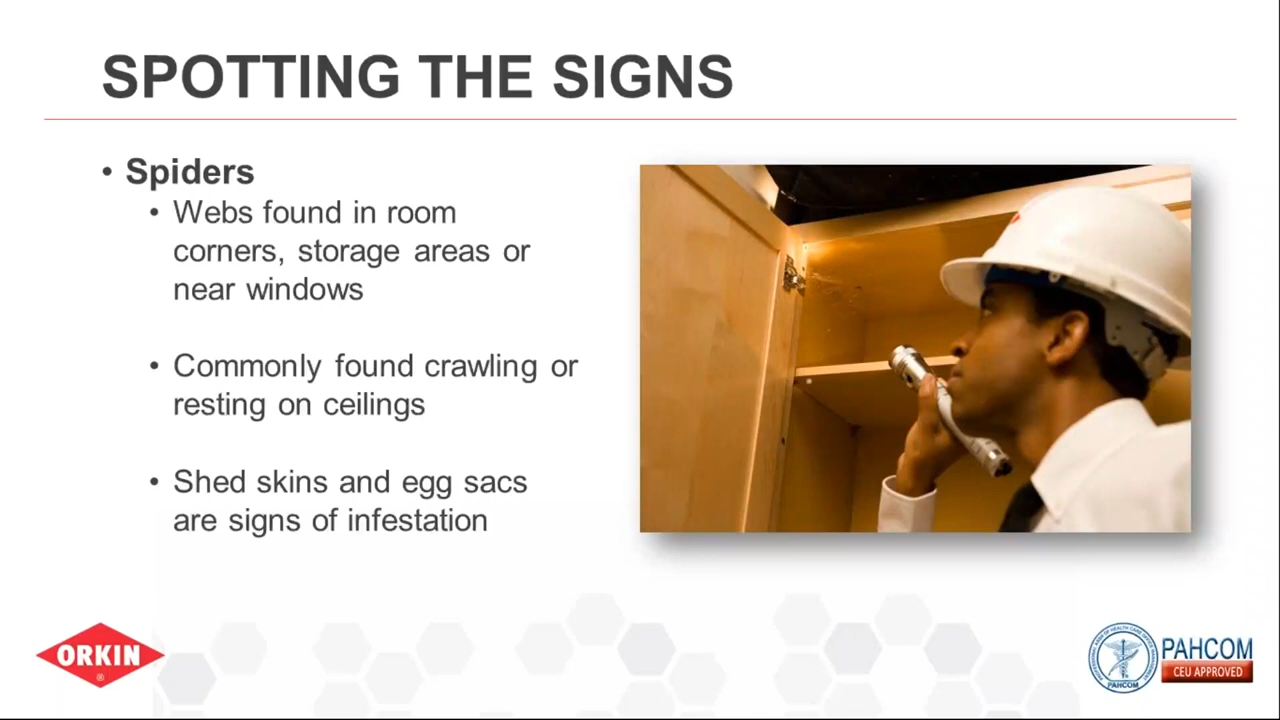 SPOTTING THE SIGNS
• Spiders
• Webs found in room
corners, storage areas or
near windows
• Commonly found crawling or
resting on ceilings
• Shed skins and egg sacs
are signs of infestation
ORKIN
®
PAHCOM
PAHCOM
CEU APPROVED